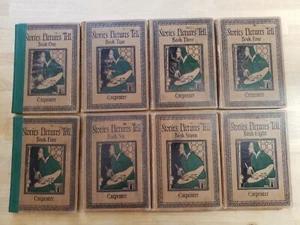 Stories Pictures Tell
Book One
Carpenter
Stories Pictures Tell
Book Two
Carpenter
Stories Pictures Tell
Book Three
Carpenter
Stories Pictures Tell
Book Four
Carpenter
Stories Pictures Tell
Book Five
Carpenter
Stories Pictures Tell
Book Six
Carpenter
Stories Pictures Tell
Book Seven
Carpenter
Stories Pictures Tell
Book Eight
Carpenter